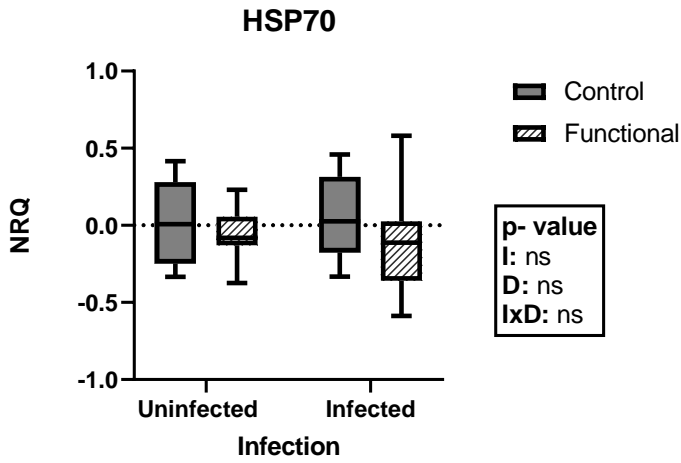 HSP70
1.0
0.5
0.0
-0.5
-1.0
NRQ
Uninfected
Infected
Infection
Control
Functional
p- value
I: ns
D: ns
IxD: ns